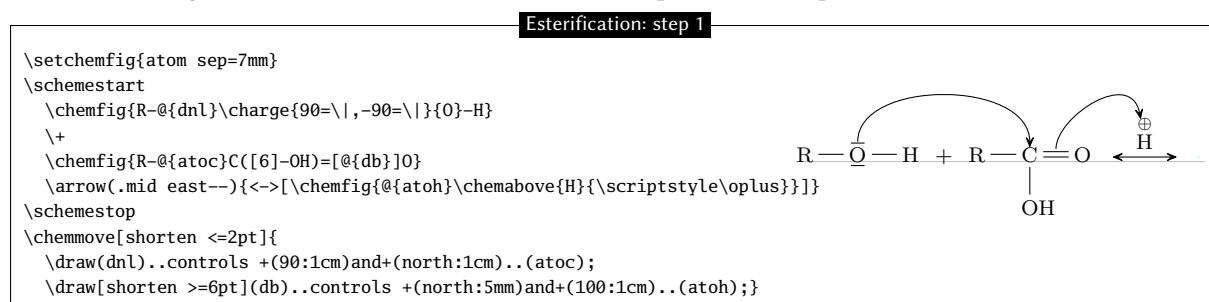 Esterification: step 1
\setchemfig{atom sep=7mm}
\schemestart
\chemfig{R-@{dnl}\charge{90=\|,-90=\|}{O}-H}
\+
\chemfig{R-@{atoc}C([6]-OH)=[@{db}]O}
\arrow(.mid east--){<->[\chemfig{@{atoh}\chemabove{H}{\scriptstyle\oplus}}]}
\schemestop
\chemmove[shorten <=2pt]{
\draw(dnl)..controls +(90:1cm)and+(north:1cm)..(atoc);
\draw[shorten >=6pt](db)..controls +(north:5mm)and+(100:1cm)..(atoh);}
⊕
H
R O H + R C O
OH